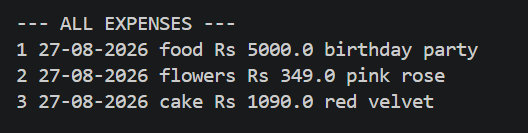 --- ALL EXPENSES ---
1 27-08-2026 food Rs 5000.0 birthday party
2 27-08-2026 flowers Rs 349.0 pink rose
3 27-08-2026 cake Rs 1090.0 red velvet